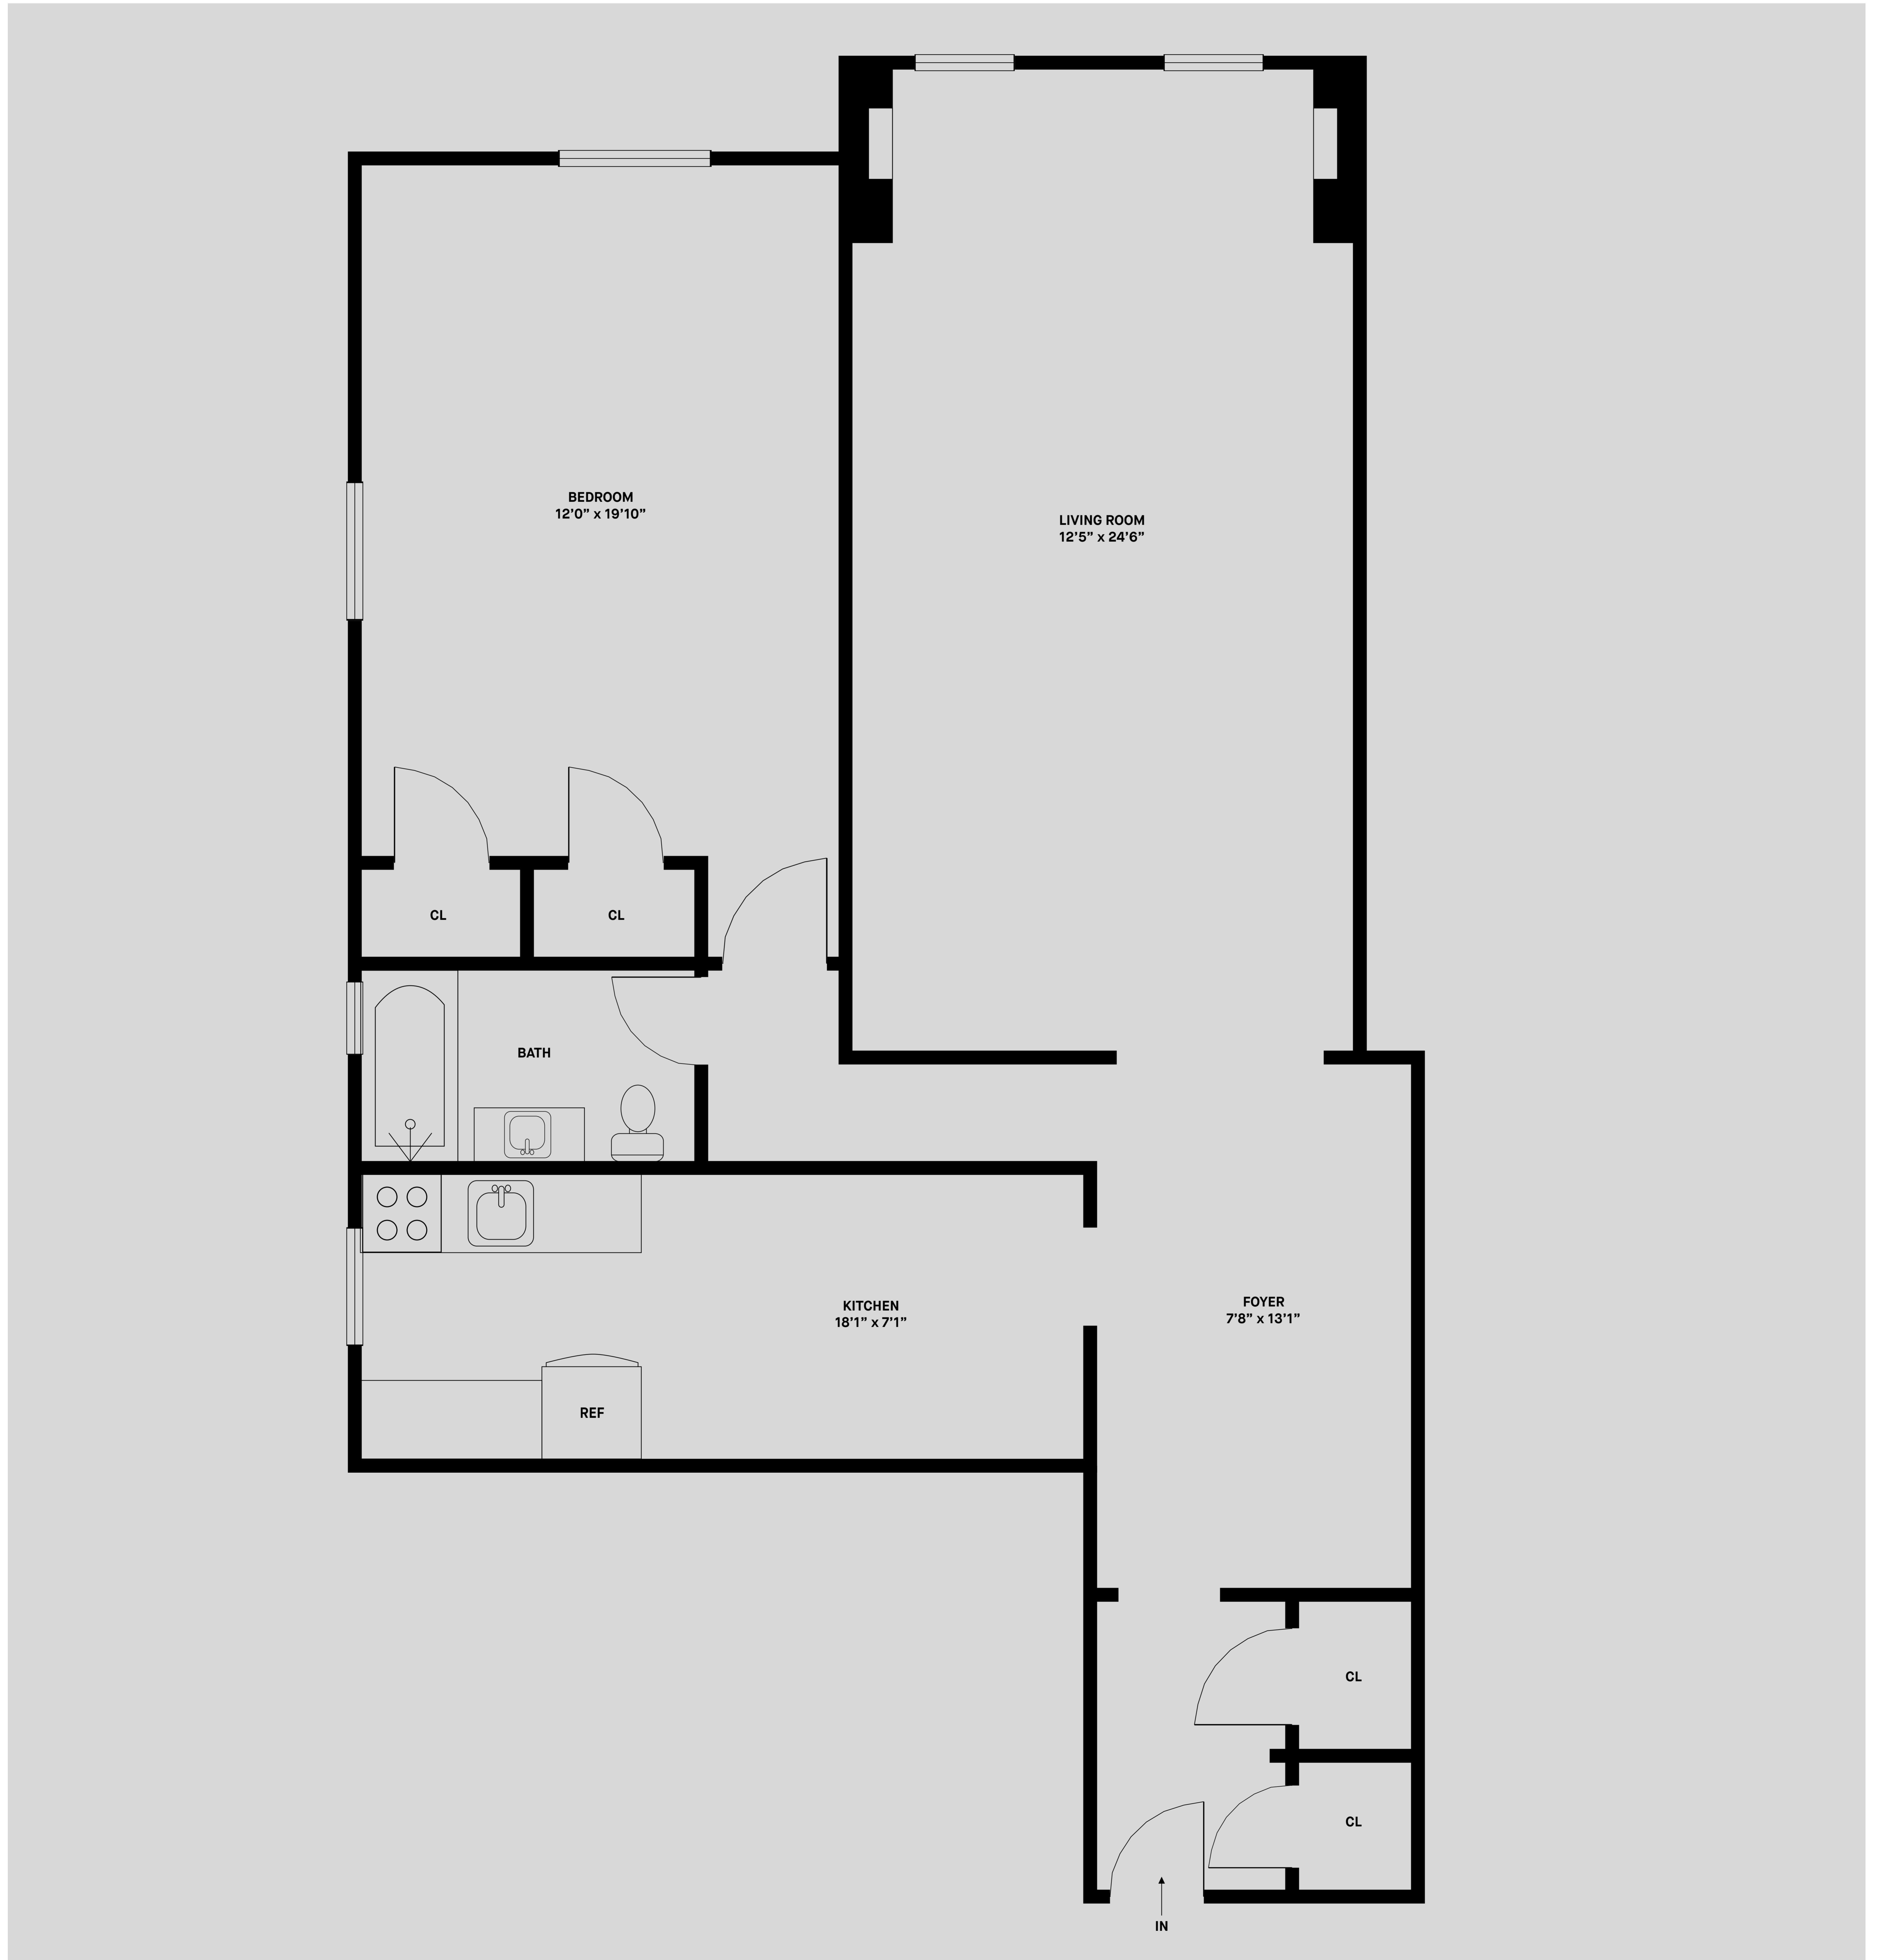 BEDROOM
12’0” x 19’10”
LIVING ROOM
12’5” x 24’6”
CL
CL
BATH
KITCHEN
18’1” x 7’1”
FOYER
7’8” x 13’1”
REF
CL
CL
IN